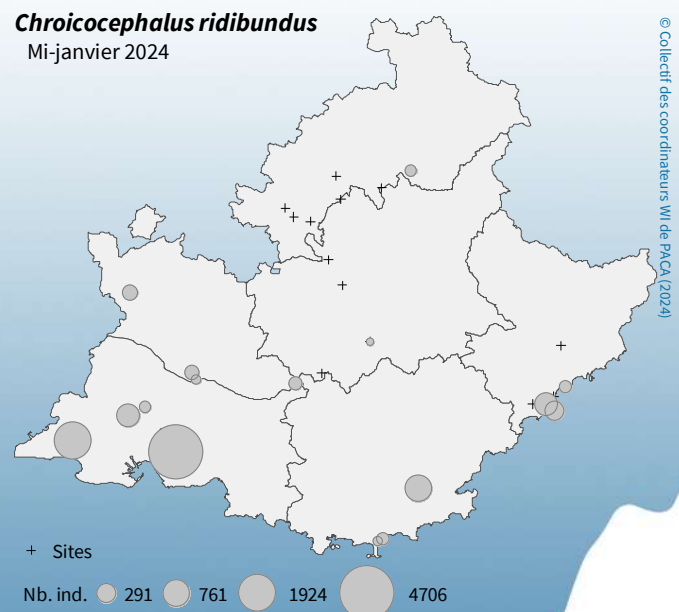 Chroicocephalus ridibundus
Mi-janvier 2024
© Collectif des coordinateurs WI de PACA (2024)
+ Sites
Nb. ind. 291 761 1924 4706